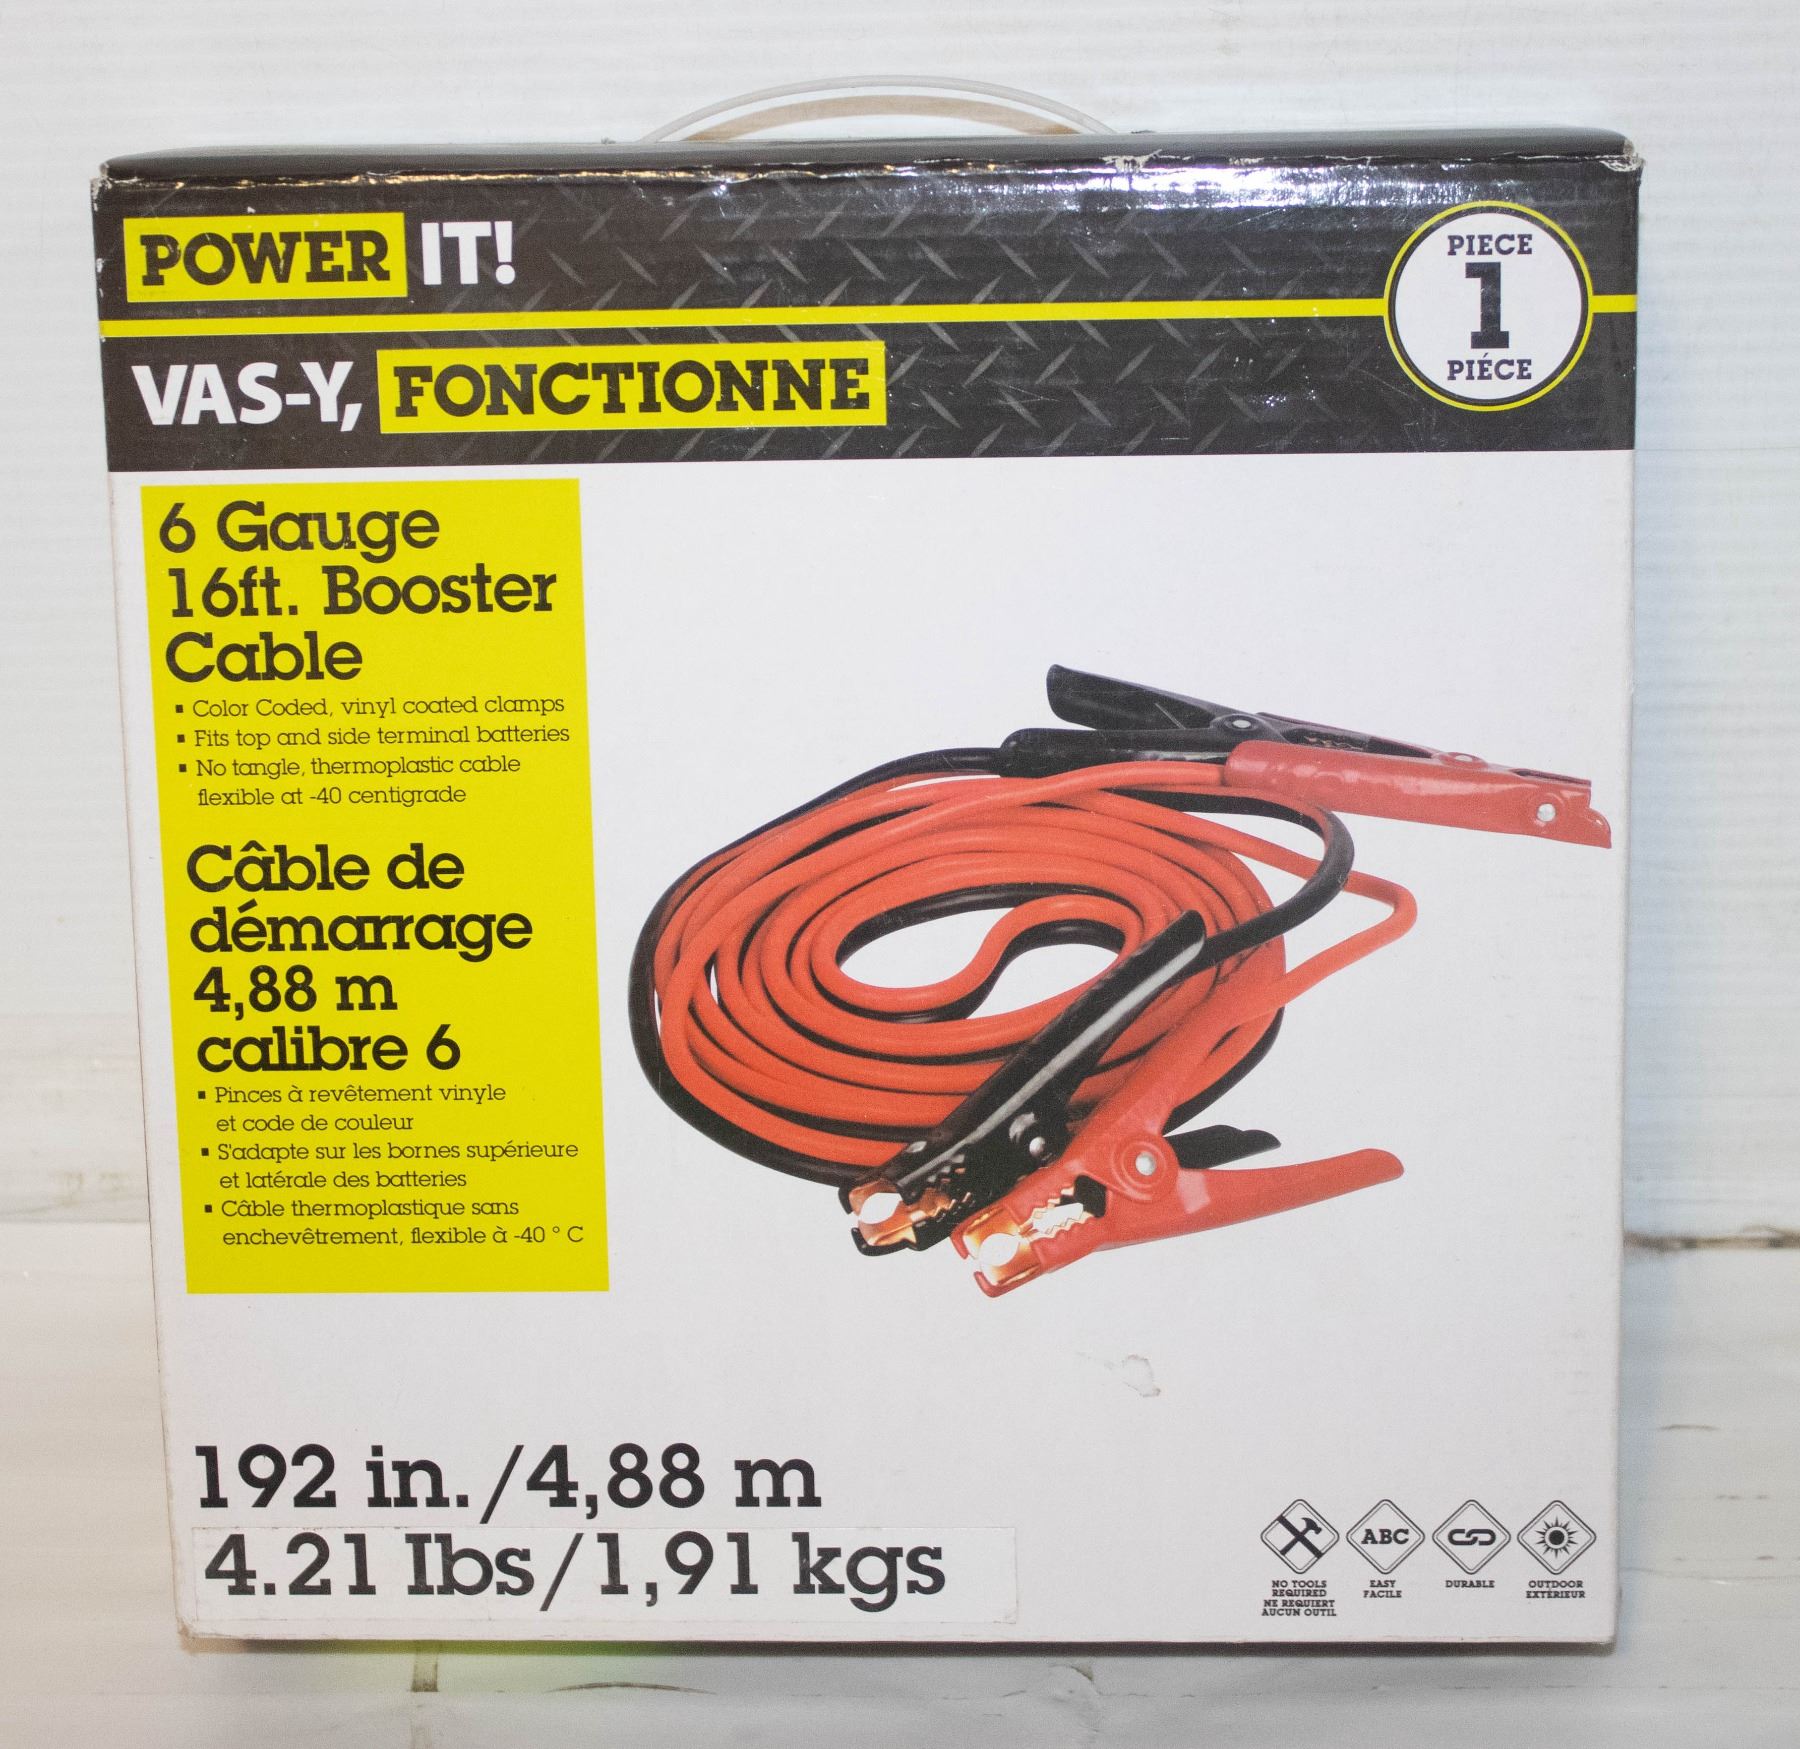 POWER IT!
VAS-Y, FONCTIONNE
PIECE
1
PIÉCE
6 Gauge
16ft. Booster
Cable
▪ Color Coded, vinyl coated clamps
▪ Fits top and side terminal batteries
▪ No tangle, thermoplastic cable
flexible at -40 centigrade
Câble de
démarrage
4,88 m
calibre 6
▪ Pinces à revêtement vinyle
et code de couleur
▪ S'adapte sur les bornes supérieure
et latérale des batteries
▪ Câble thermoplastique sans
enchevêtrement, flexible à -40 ° C
192 in./4,88 m
4.21 Ibs/1,91 kgs
NO TOOLS
REQUIRED
NE REQUIERT
AUCUN OUTIL
ABC
EASY
FACILE
DURABLE
OUTDOOR
EXTÉRIEUR